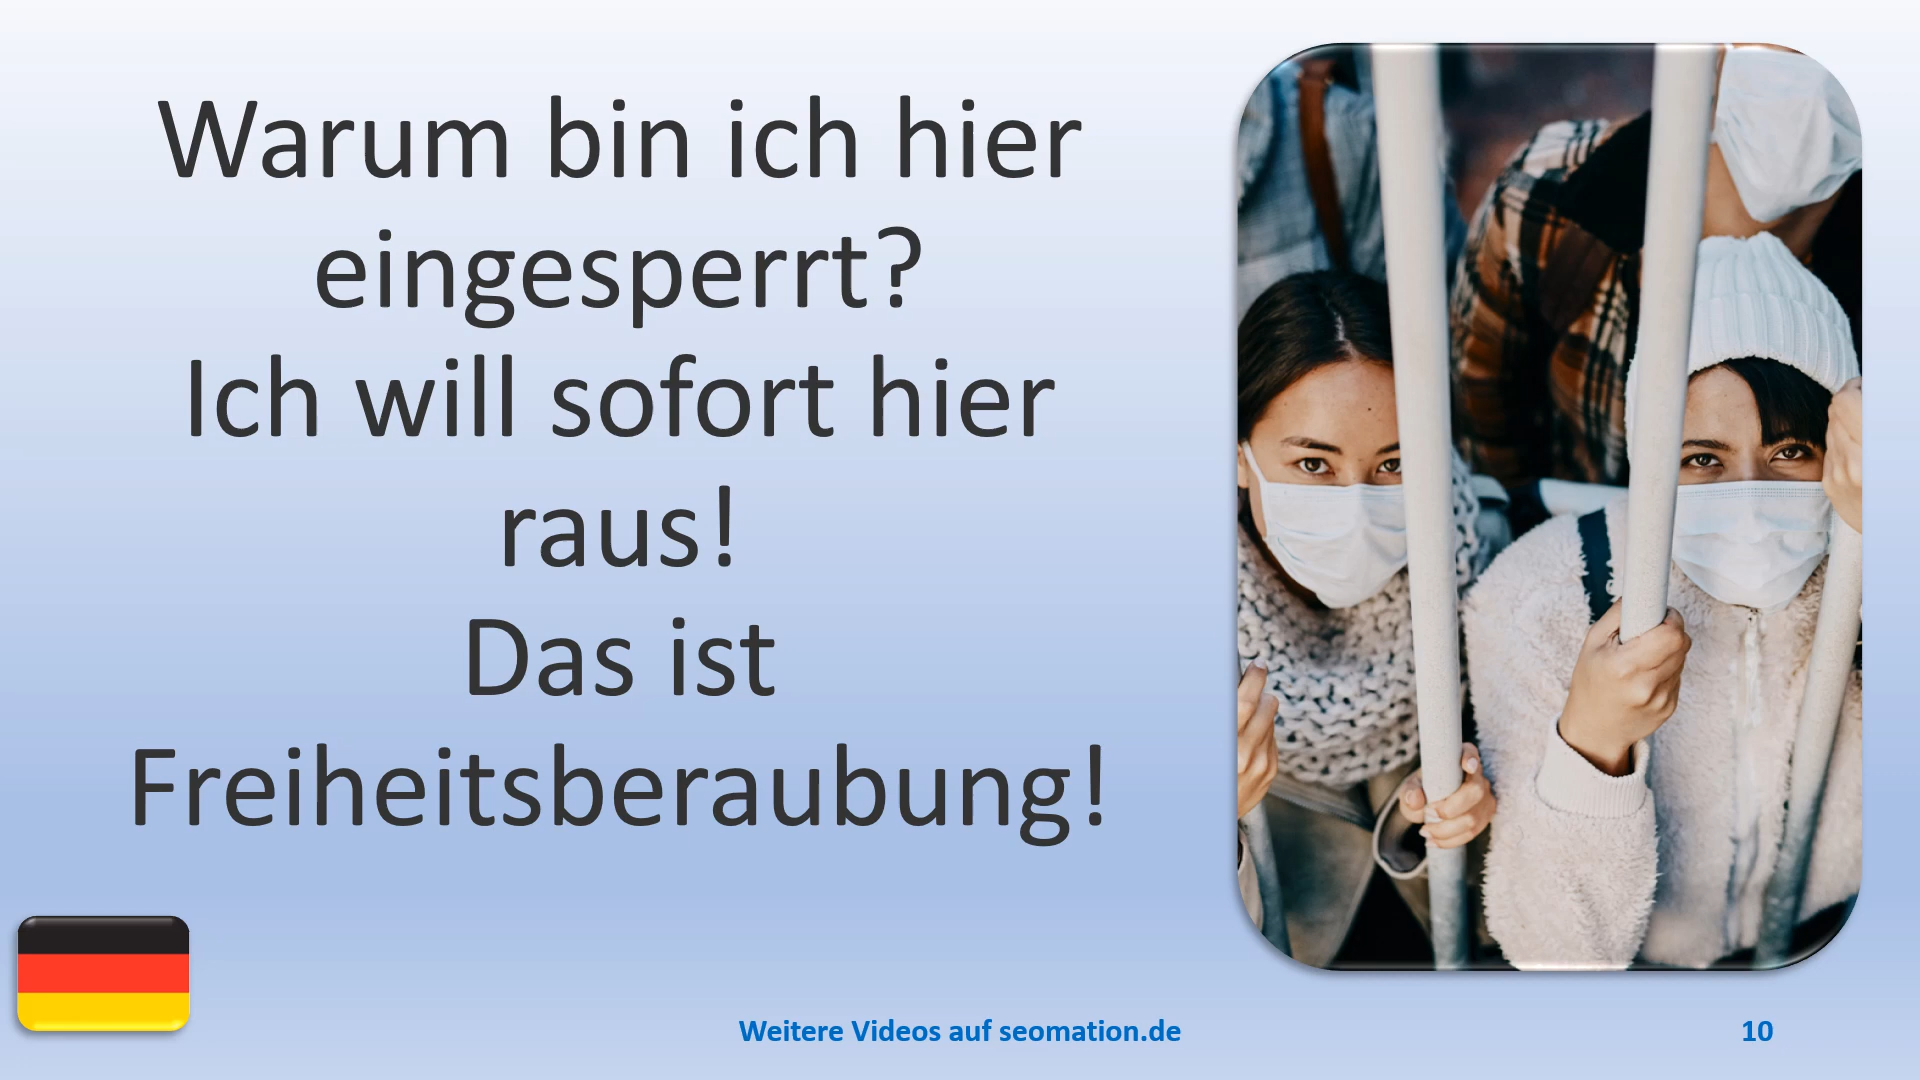 Warum bin ich hier
eingesperrt?
Ich will sofort hier
raus!
Das ist
Freiheitsberaubung!
Weitere Videos auf seomation.de
10